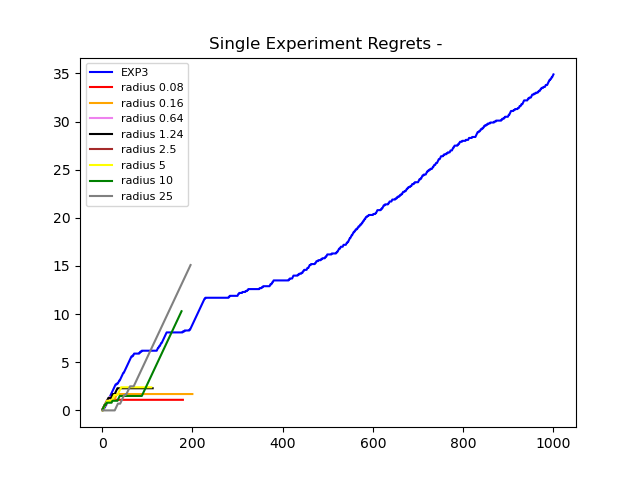 Single Experiment Regrets -
EXP3
radius 0.08
radius 0.16
radius 0.64
radius 1.24
radius 2.5
radius 5
radius 10
radius 25
35
30
25
20
15
10
5
0
0 200 400 600 800 1000